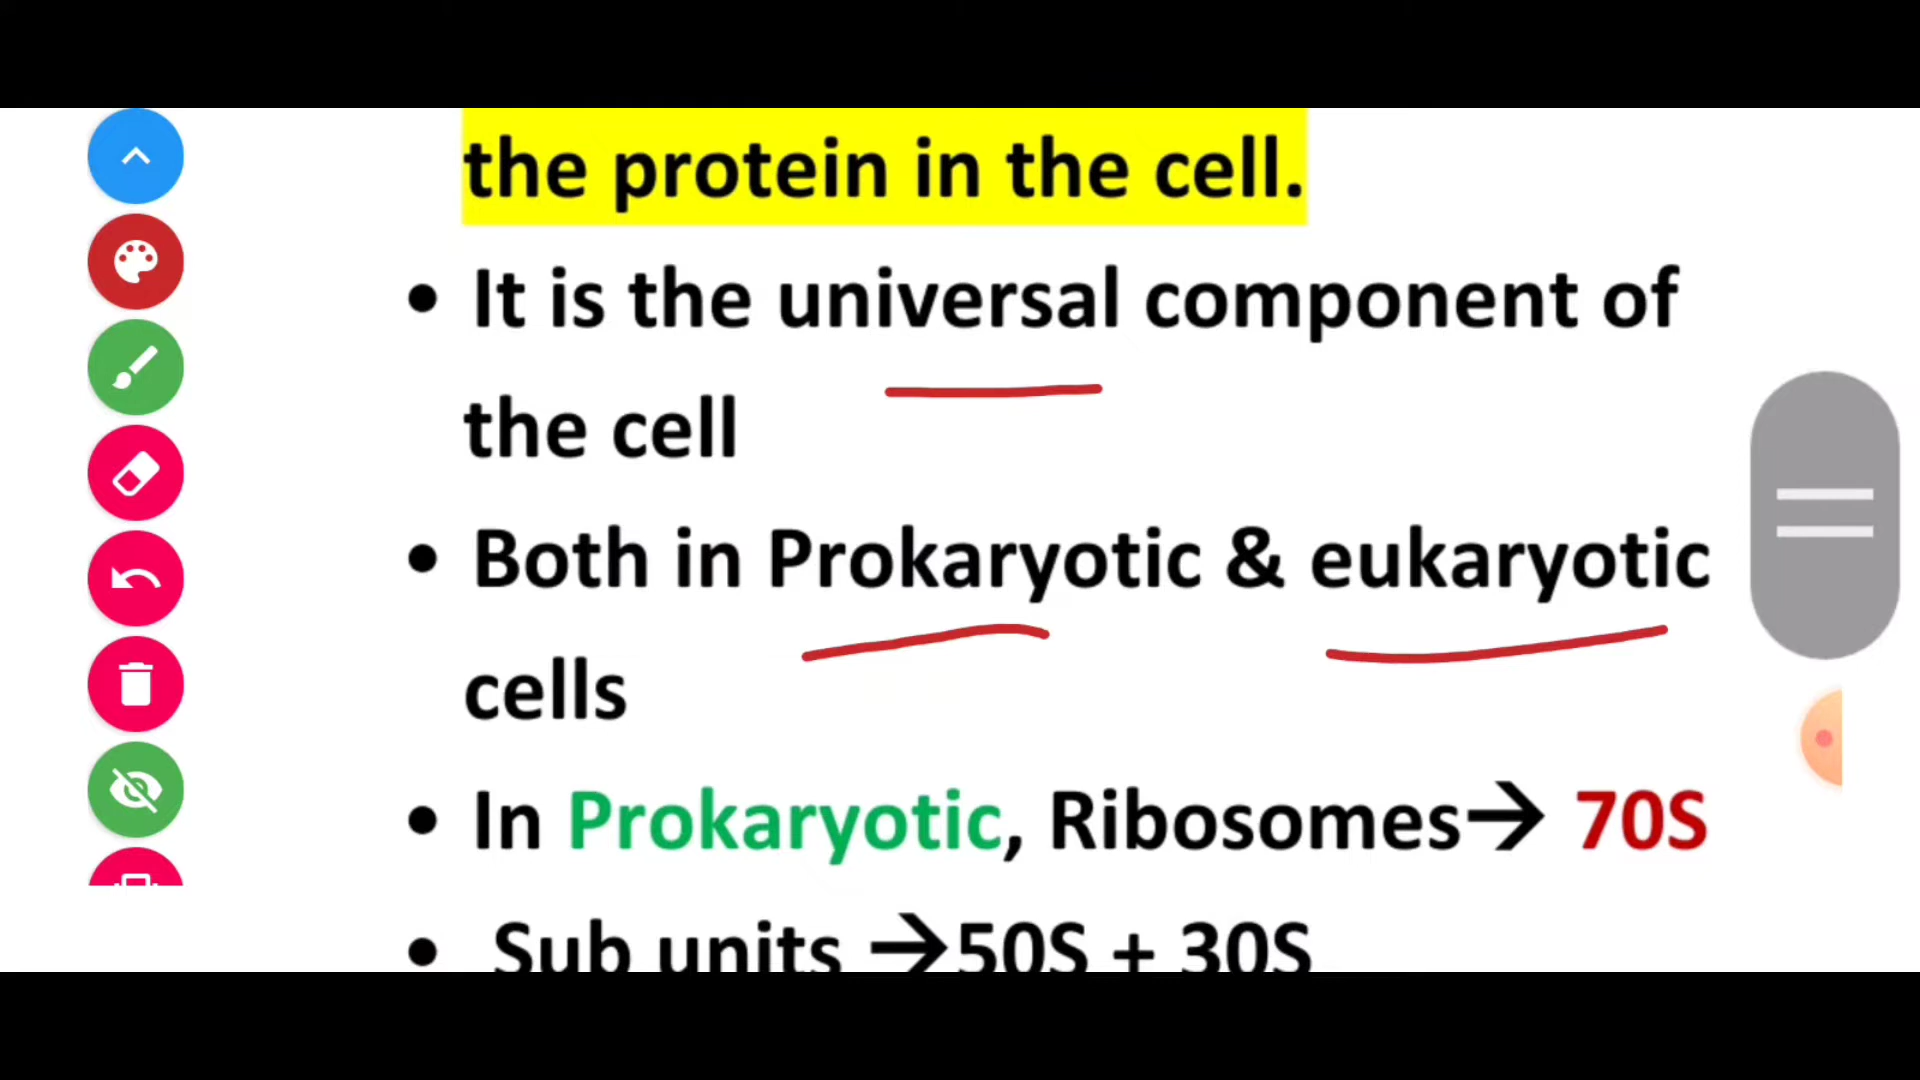 the protein in the cell.
• It is the universal component of
the cell
• Both in Prokaryotic & eukaryotic
cells
• In Prokaryotic, Ribosomes→ 70S
• Sub units →50S + 30S